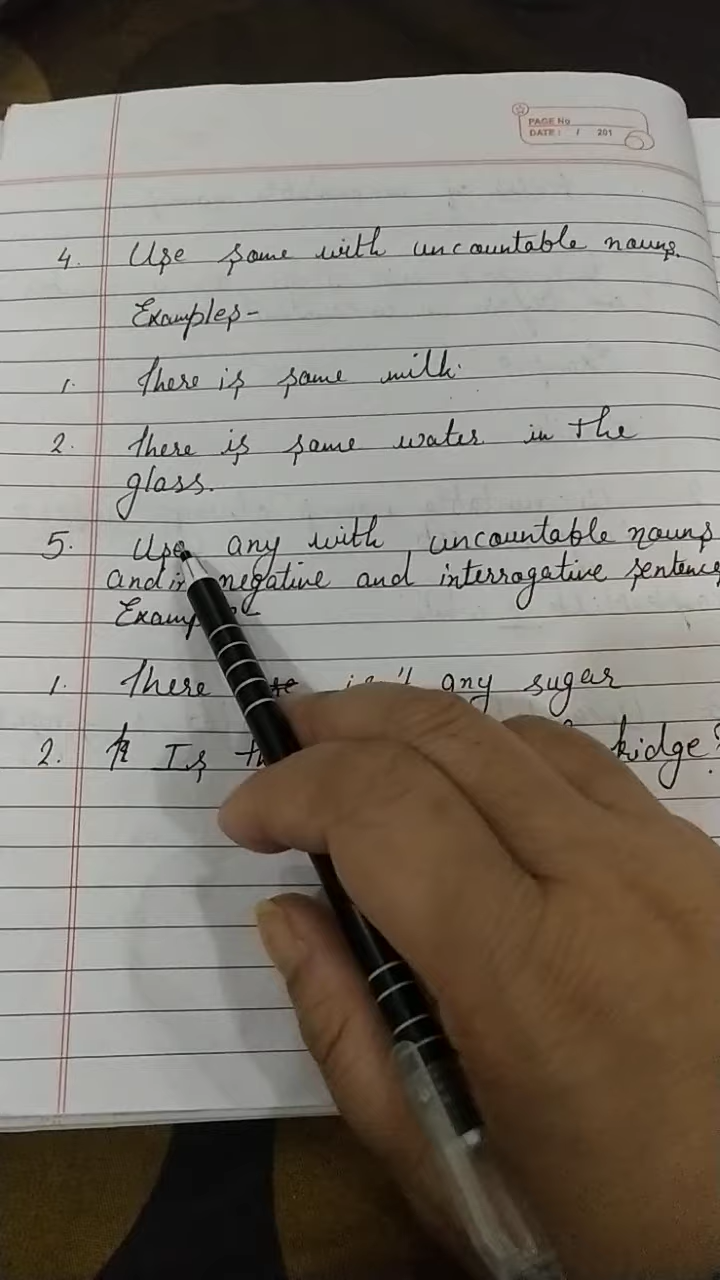 PAGE No
DATE : / 201
4. Use some with uncountable nouns.
Examples-
1. There is some milk.
2. There is some water in the
glass.
5. Use any with uncountable nouns
and in negative and interrogative sentence
Examp
1. There isn't any sugar
2. Is